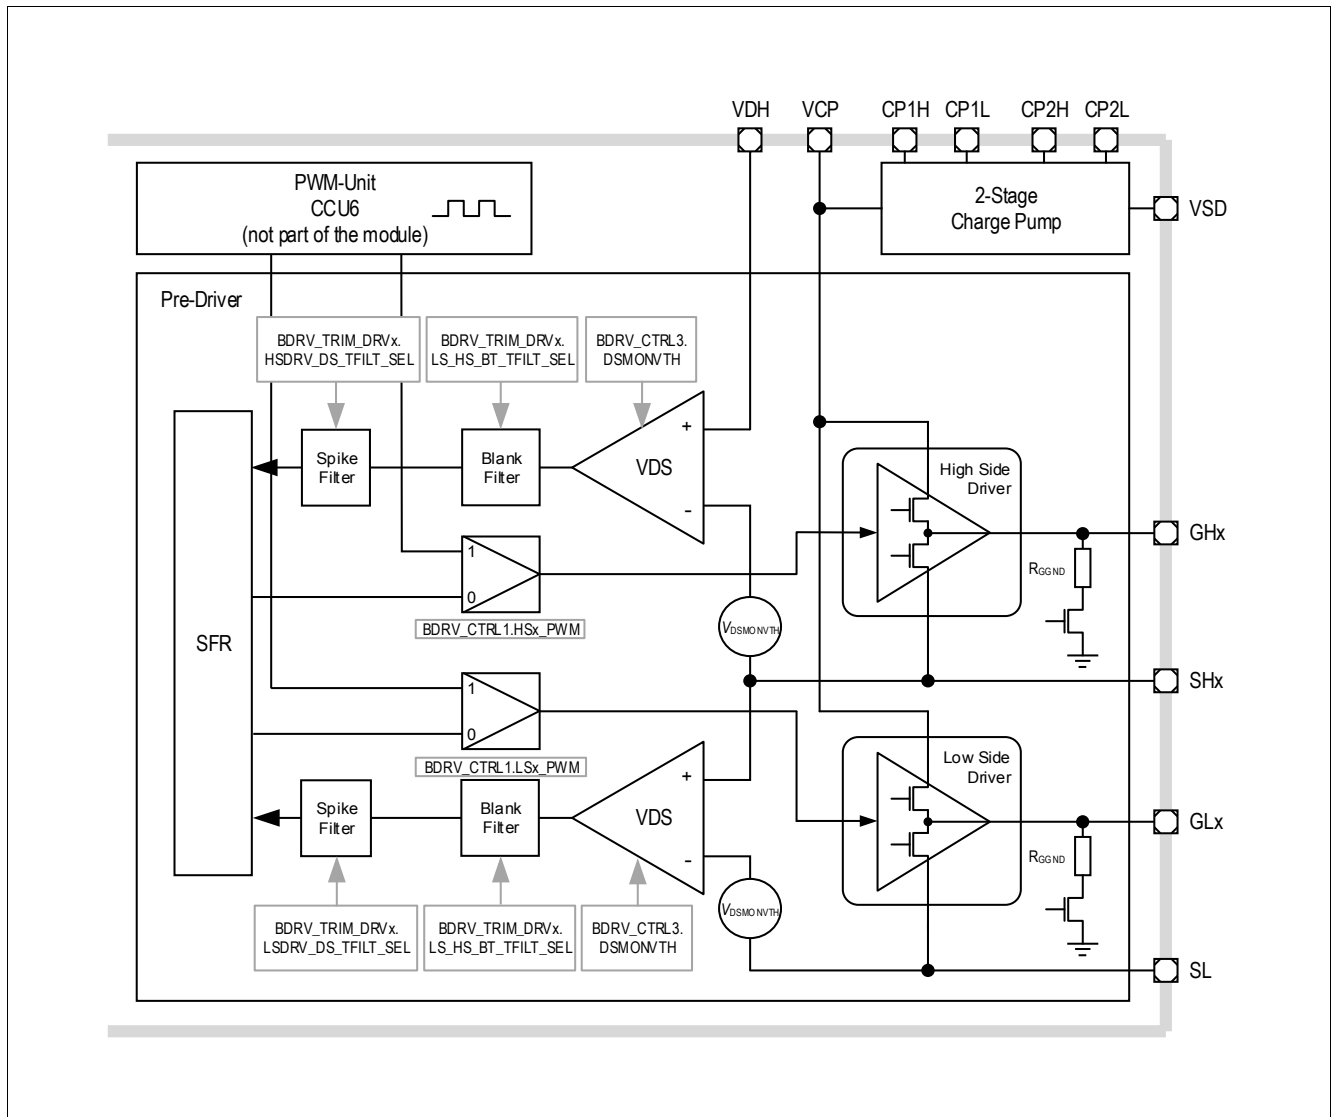 VDH VCP CP1H CP1L CP2H CP2L
PWM-Unit
CCU6
(not part of the module)
2-Stage
Charge Pump
VSD
Pre-Driver
BDRV_TRIM_DRVx.
HSDRV_DS_TFILT_SEL
BDRV_TRIM_DRVx.
LS_HS_BT_TFILT_SEL
BDRV_CTRL3.
DSMONVTH
Spike
Filter
Blank
Filter
+
VDS
-
High Side
Driver
GHx
RGGND
1
0
BDRV_CTRL1.HSx_PWM
VDSMONVTH
SFR
SHx
1
0
BDRV_CTRL1.LSx_PWM
Spike
Filter
Blank
Filter
+
VDS
-
Low Side
Driver
GLx
RGGND
VDSMONVTH
BDRV_TRIM_DRVx.
LSDRV_DS_TFILT_SEL
BDRV_TRIM_DRVx.
LS_HS_BT_TFILT_SEL
BDRV_CTRL3.
DSMONVTH
SL